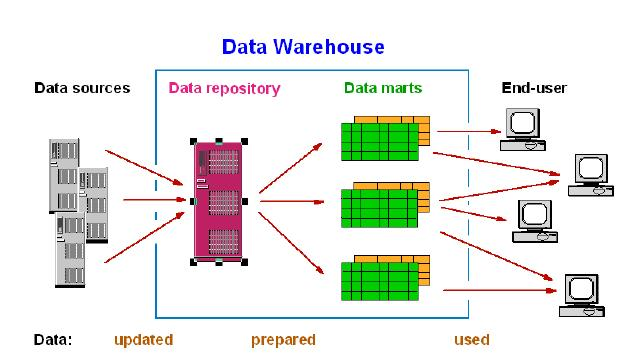 Data Warehouse
Data sources Data repository Data marts End-user
Data: updated prepared used